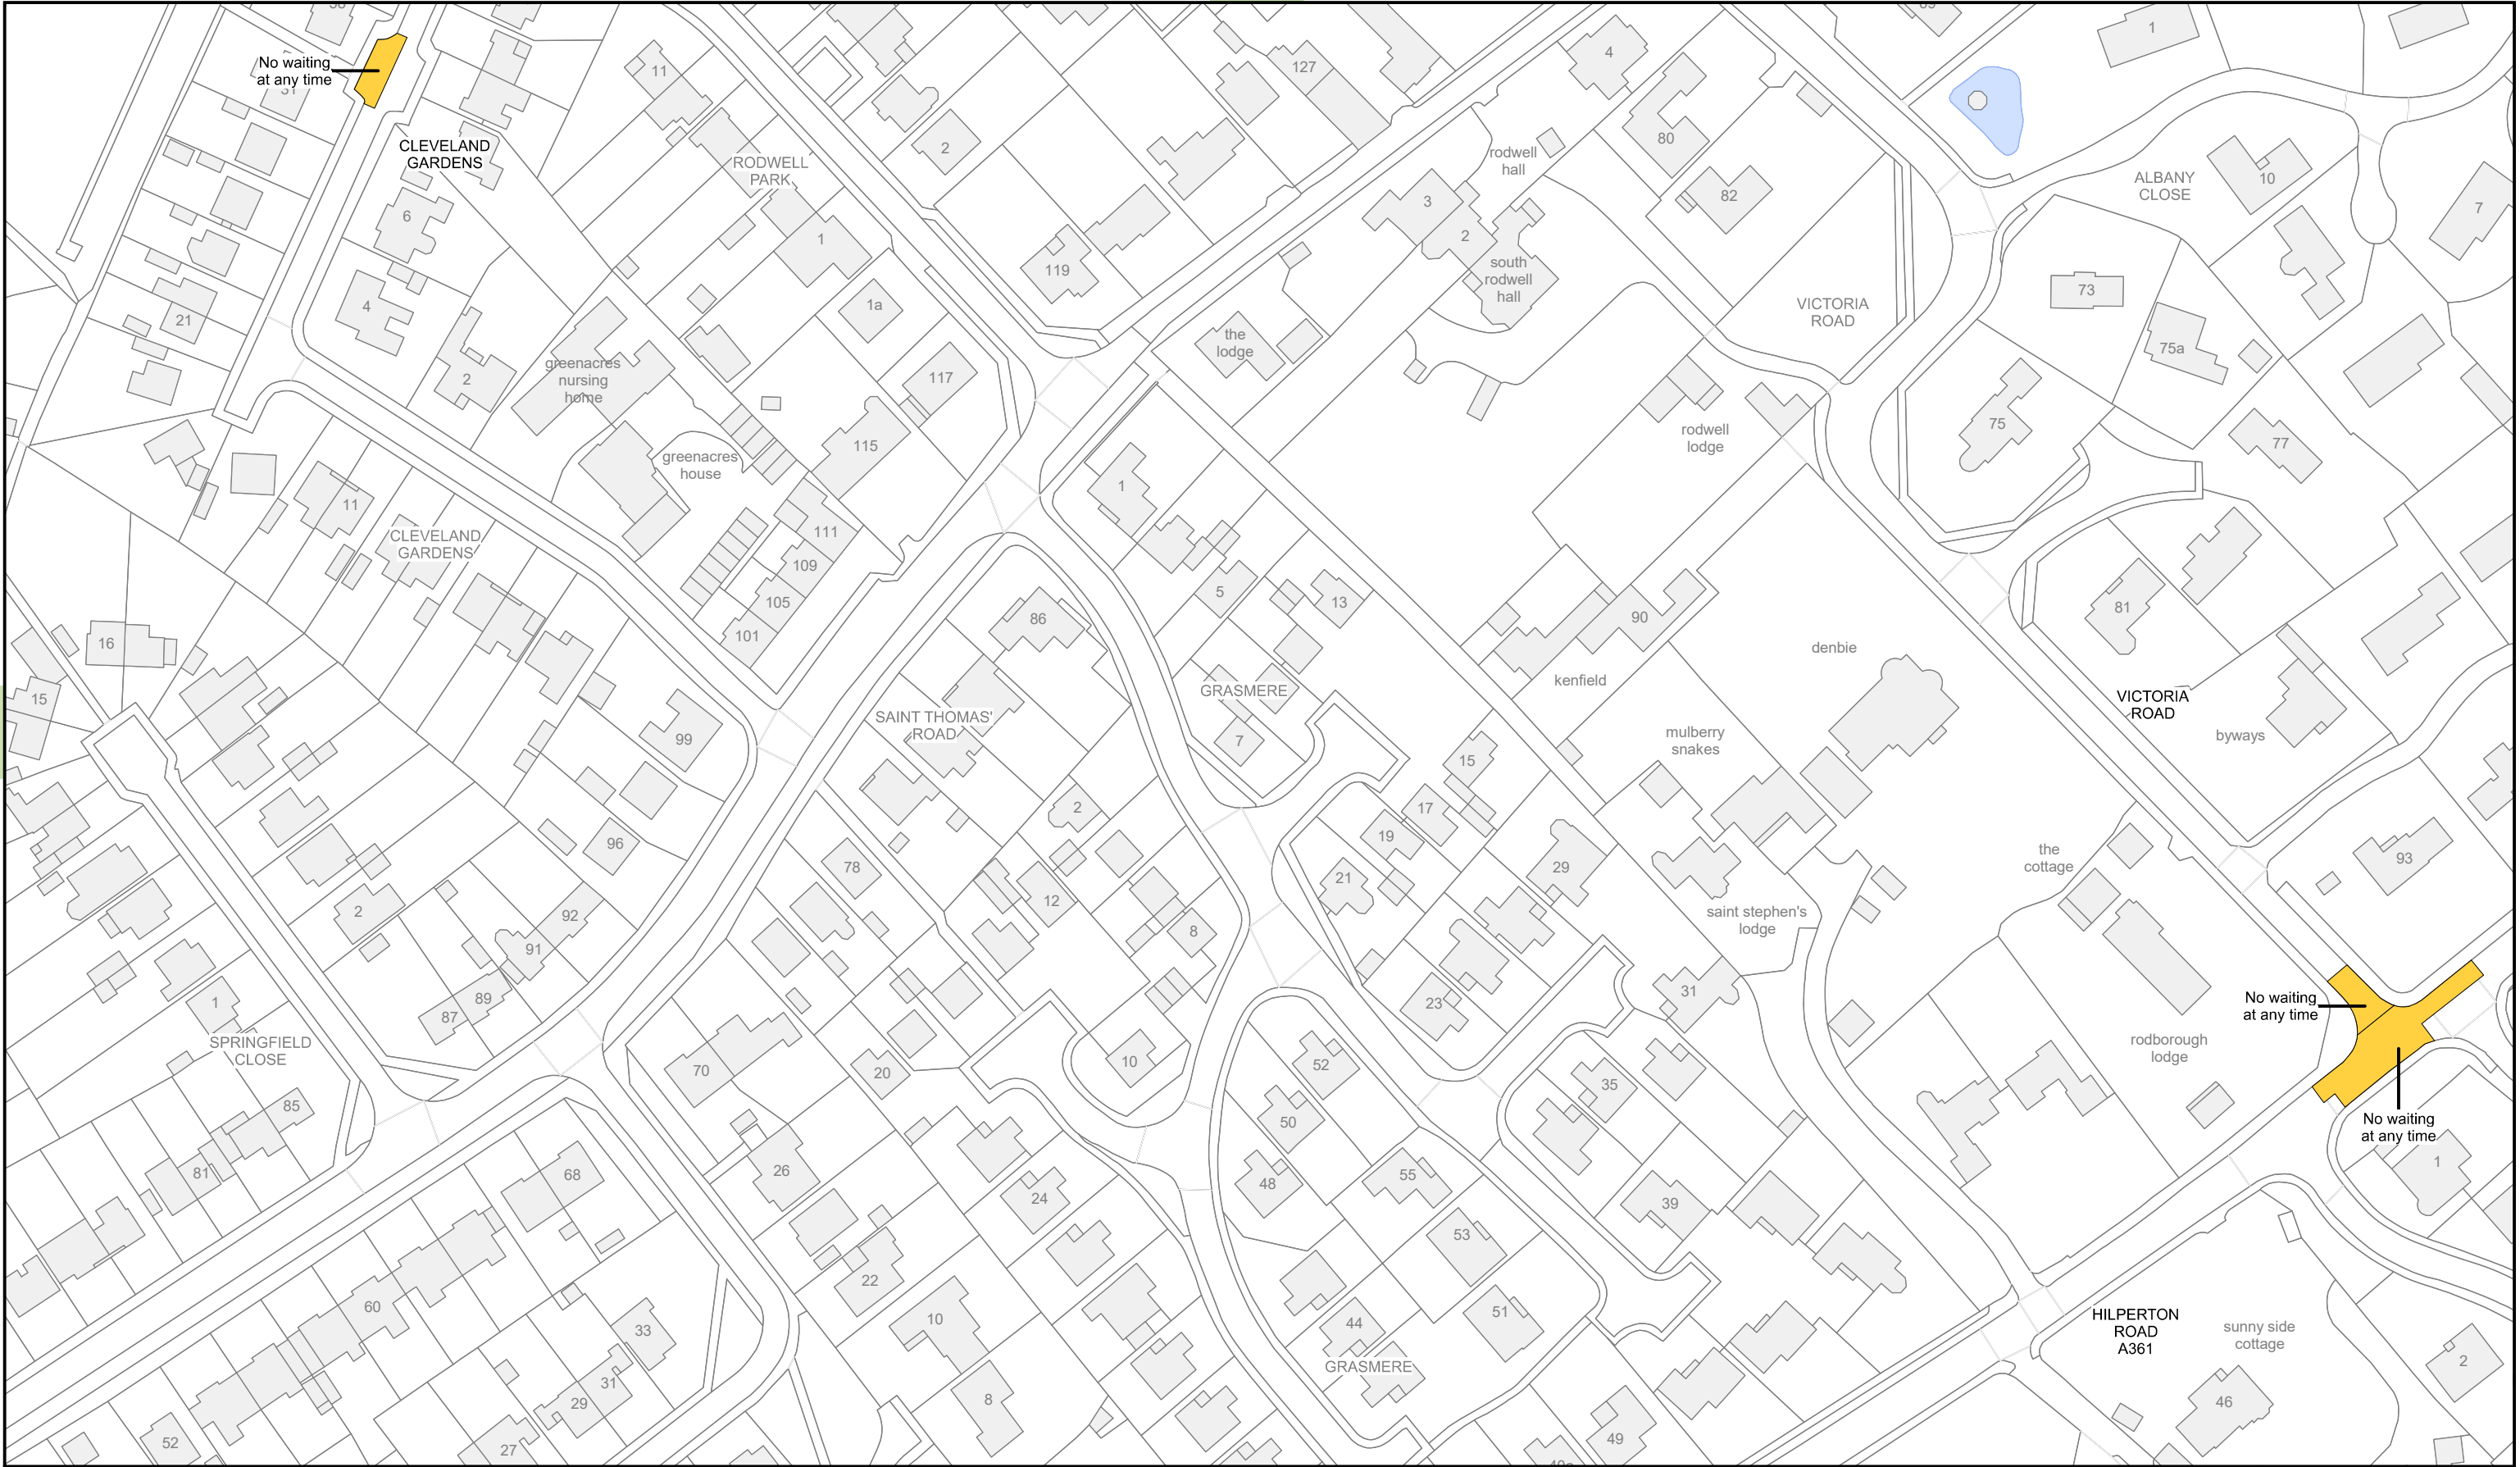 58
No waiting
at any time
31
CLEVELAND
GARDENS
11
RODWELL
PARK
2
127
4
80
1
rodwell
hall
82
3
2
south
rodwell
hall
ALBANY
CLOSE
10
7
6
4
21
2
1
1a
119
the
lodge
VICTORIA
ROAD
73
75a
75
77
greenacres
nursing
home
117
115
greenacres
house
rodwell
lodge
11
CLEVELAND
GARDENS
111
109
105
101
1
5
13
86
90
kenfield
denbie
81
VICTORIA
ROAD
byways
16
15
99
SAINT THOMAS'
ROAD
GRASMERE
7
15
mulberry
snakes
2
17
19
21
29
96
78
12
8
the
cottage
93
saint stephen's
lodge
2
92
91
89
87
1
SPRINGFIELD
CLOSE
23
31
No waiting
at any time
rodborough
lodge
70
20
10
52
50
48
35
55
39
No waiting
at any time
1
85
81
68
26
24
22
53
51
44
GRASMERE
HILPERTON
ROAD
A361
sunny side
cottage
2
60
33
31
29
27
10
8
46
52
49